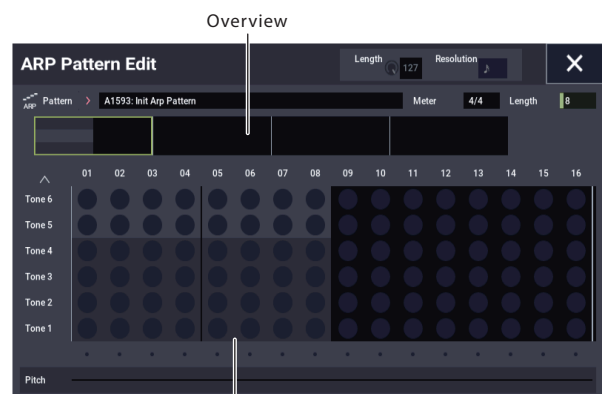 Overview
ARP Pattern Edit
Length 127 Resolution ♪ X
ARP Pattern > A1593: Init Arp Pattern Meter 4/4 Length 8
01 02 03 04 05 06 07 08 09 10 11 12 13 14 15 16
Tone 6
Tone 5
Tone 4
Tone 3
Tone 2
Tone 1
Pitch